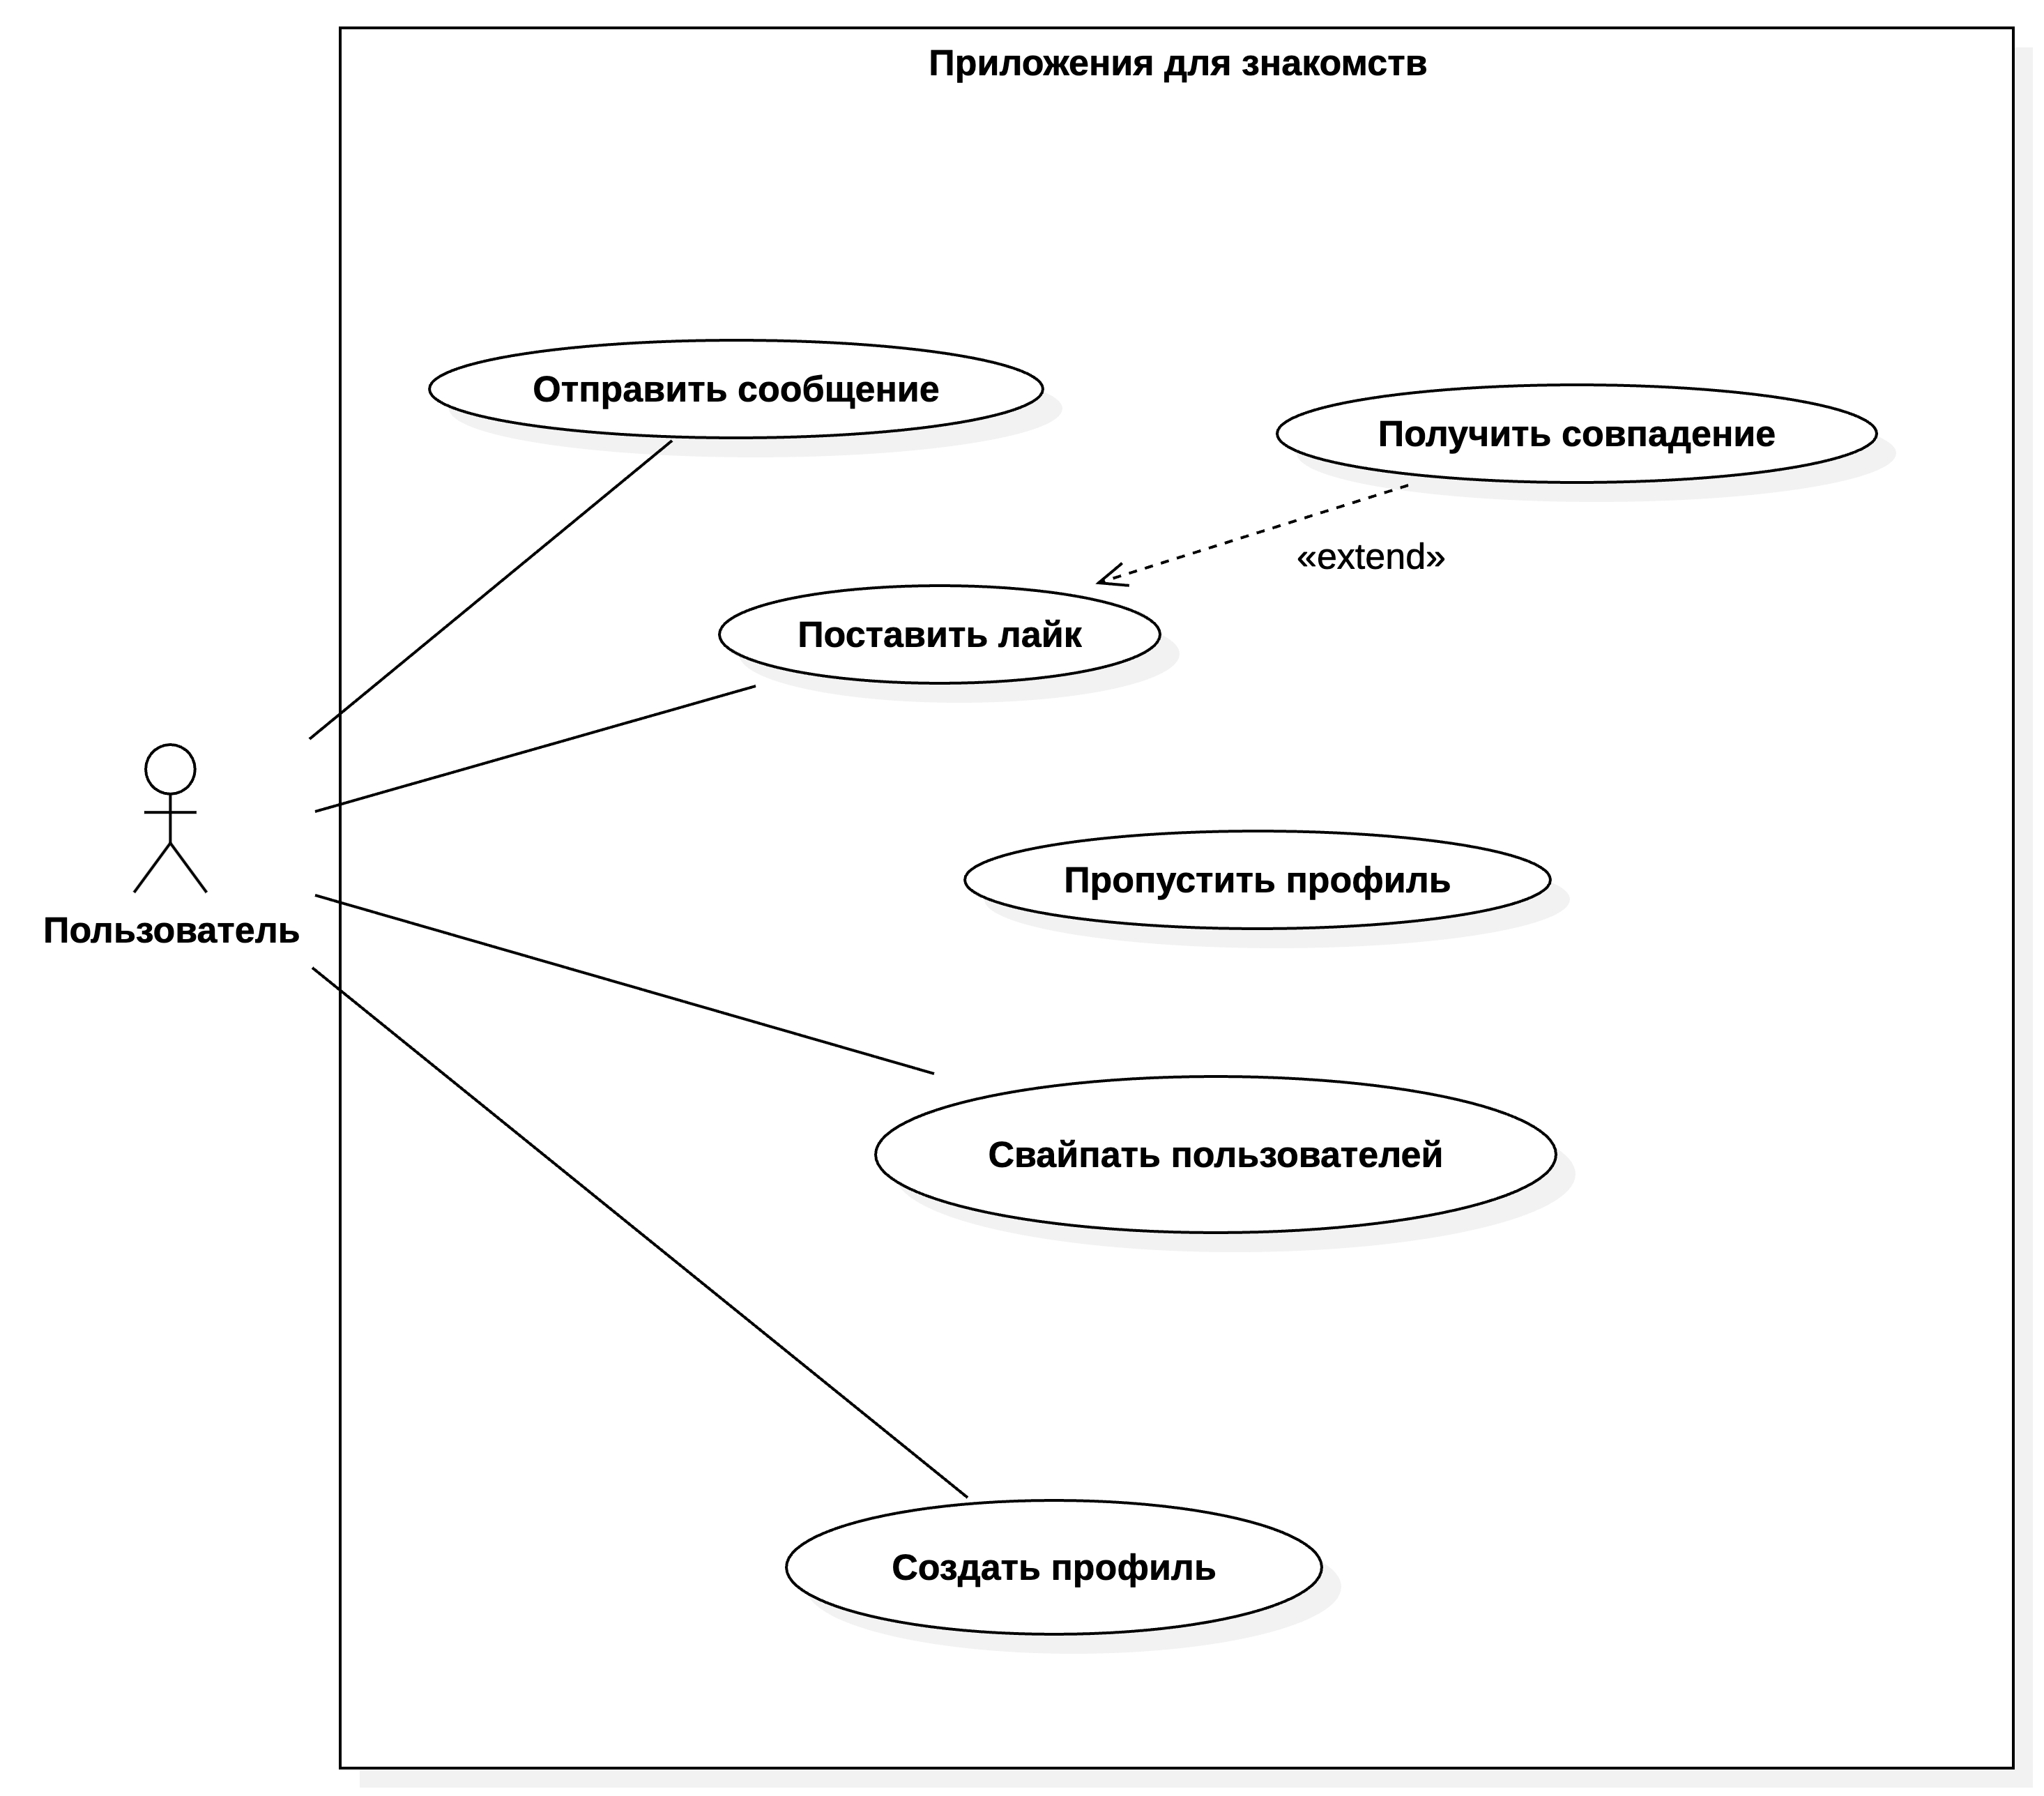 Приложения для знакомств
Отправить сообщение
Получить совпадение
«extend»
Поставить лайк
Пропустить профиль
Пользователь
Свайпать пользователей
Создать профиль